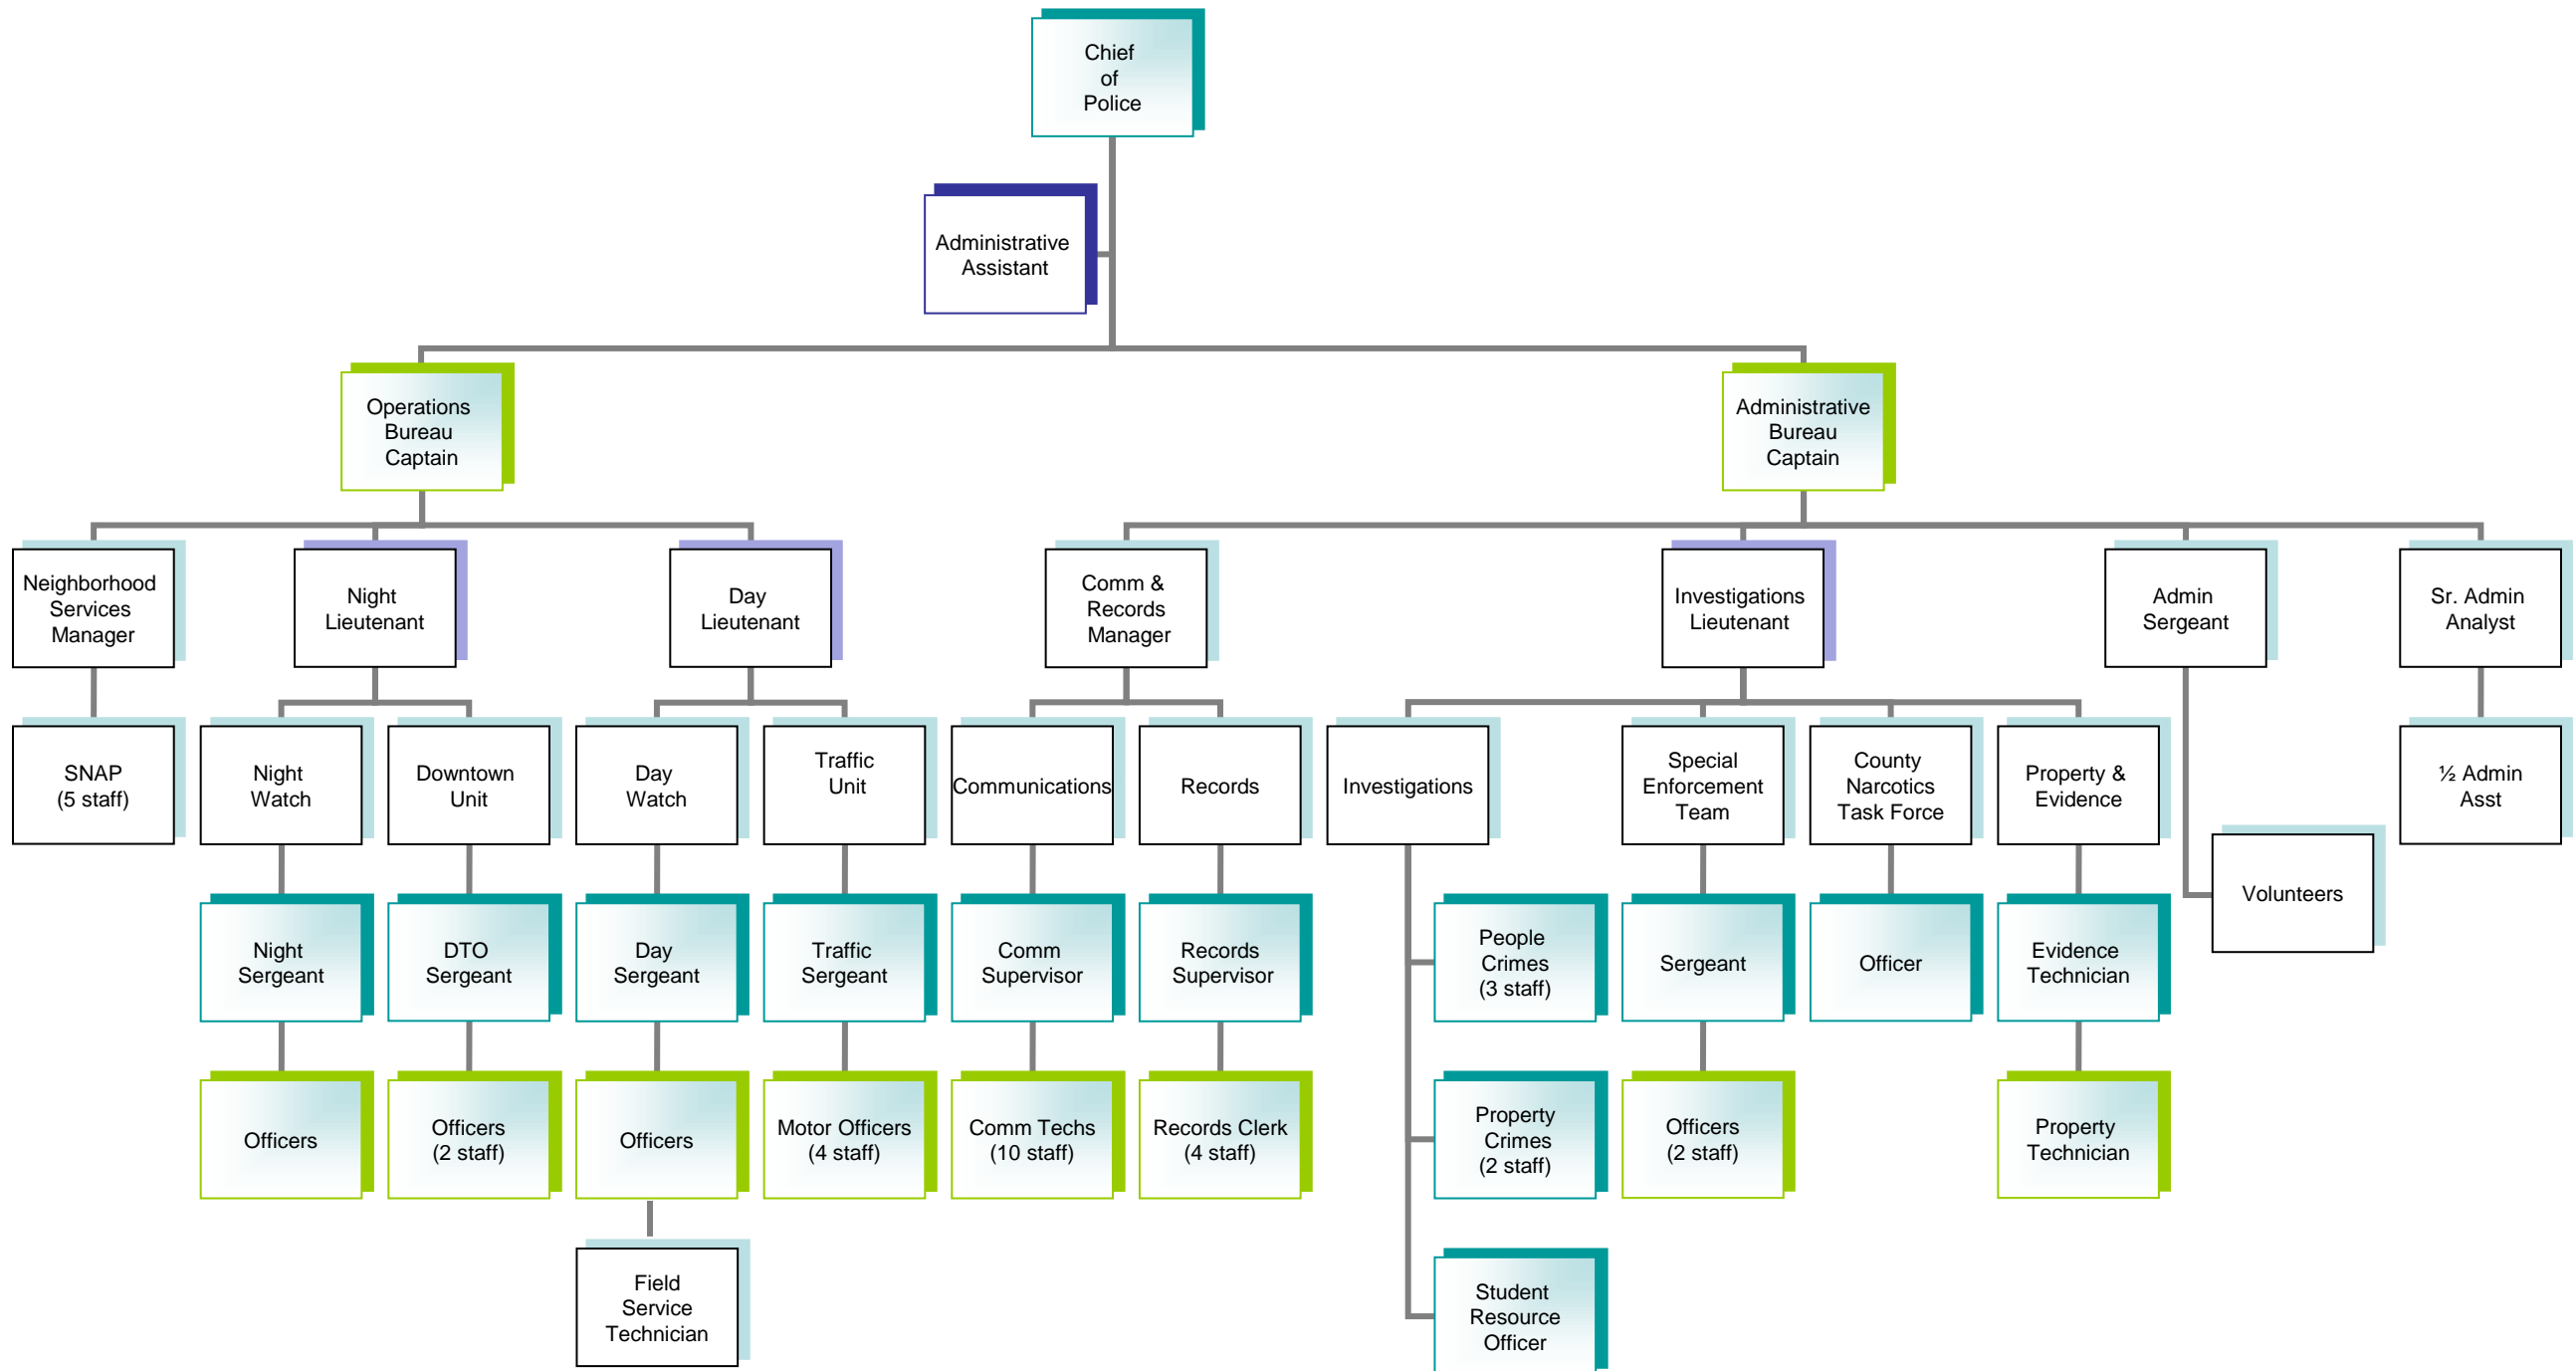 Chief
of
Police
Administrative
Assistant
Operations
Bureau
Captain
Administrative
Bureau
Captain
Neighborhood
Services
Manager
Night
Lieutenant
Day
Lieutenant
Comm &
Records
Manager
Investigations
Lieutenant
Admin
Sergeant
Sr. Admin
Analyst
SNAP
(5 staff)
Night
Watch
Downtown
Unit
Day
Watch
Traffic
Unit
Communications
Records
Investigations
Special
Enforcement
Team
County
Narcotics
Task Force
Property &
Evidence
½ Admin
Asst
Volunteers
Night
Sergeant
DTO
Sergeant
Day
Sergeant
Traffic
Sergeant
Comm
Supervisor
Records
Supervisor
People
Crimes
(3 staff)
Sergeant
Officer
Evidence
Technician
Officers
Officers
(2 staff)
Officers
Motor Officers
(4 staff)
Comm Techs
(10 staff)
Records Clerk
(4 staff)
Property
Crimes
(2 staff)
Officers
(2 staff)
Property
Technician
Field
Service
Technician
Student
Resource
Officer